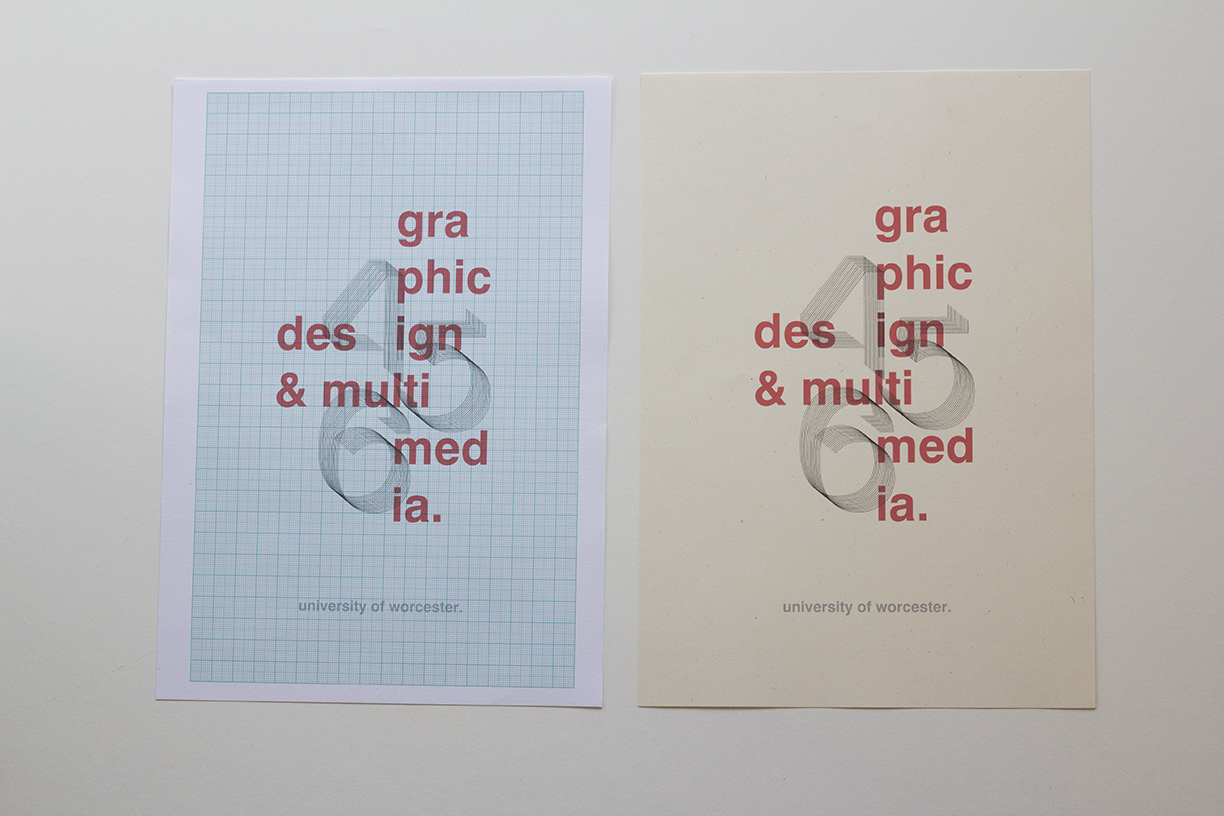 gra
phic
des ign
& multi
med
ia.
4
5
6
university of worcester.
gra
phic
des ign
& multi
med
ia.
4
5
6
university of worcester.